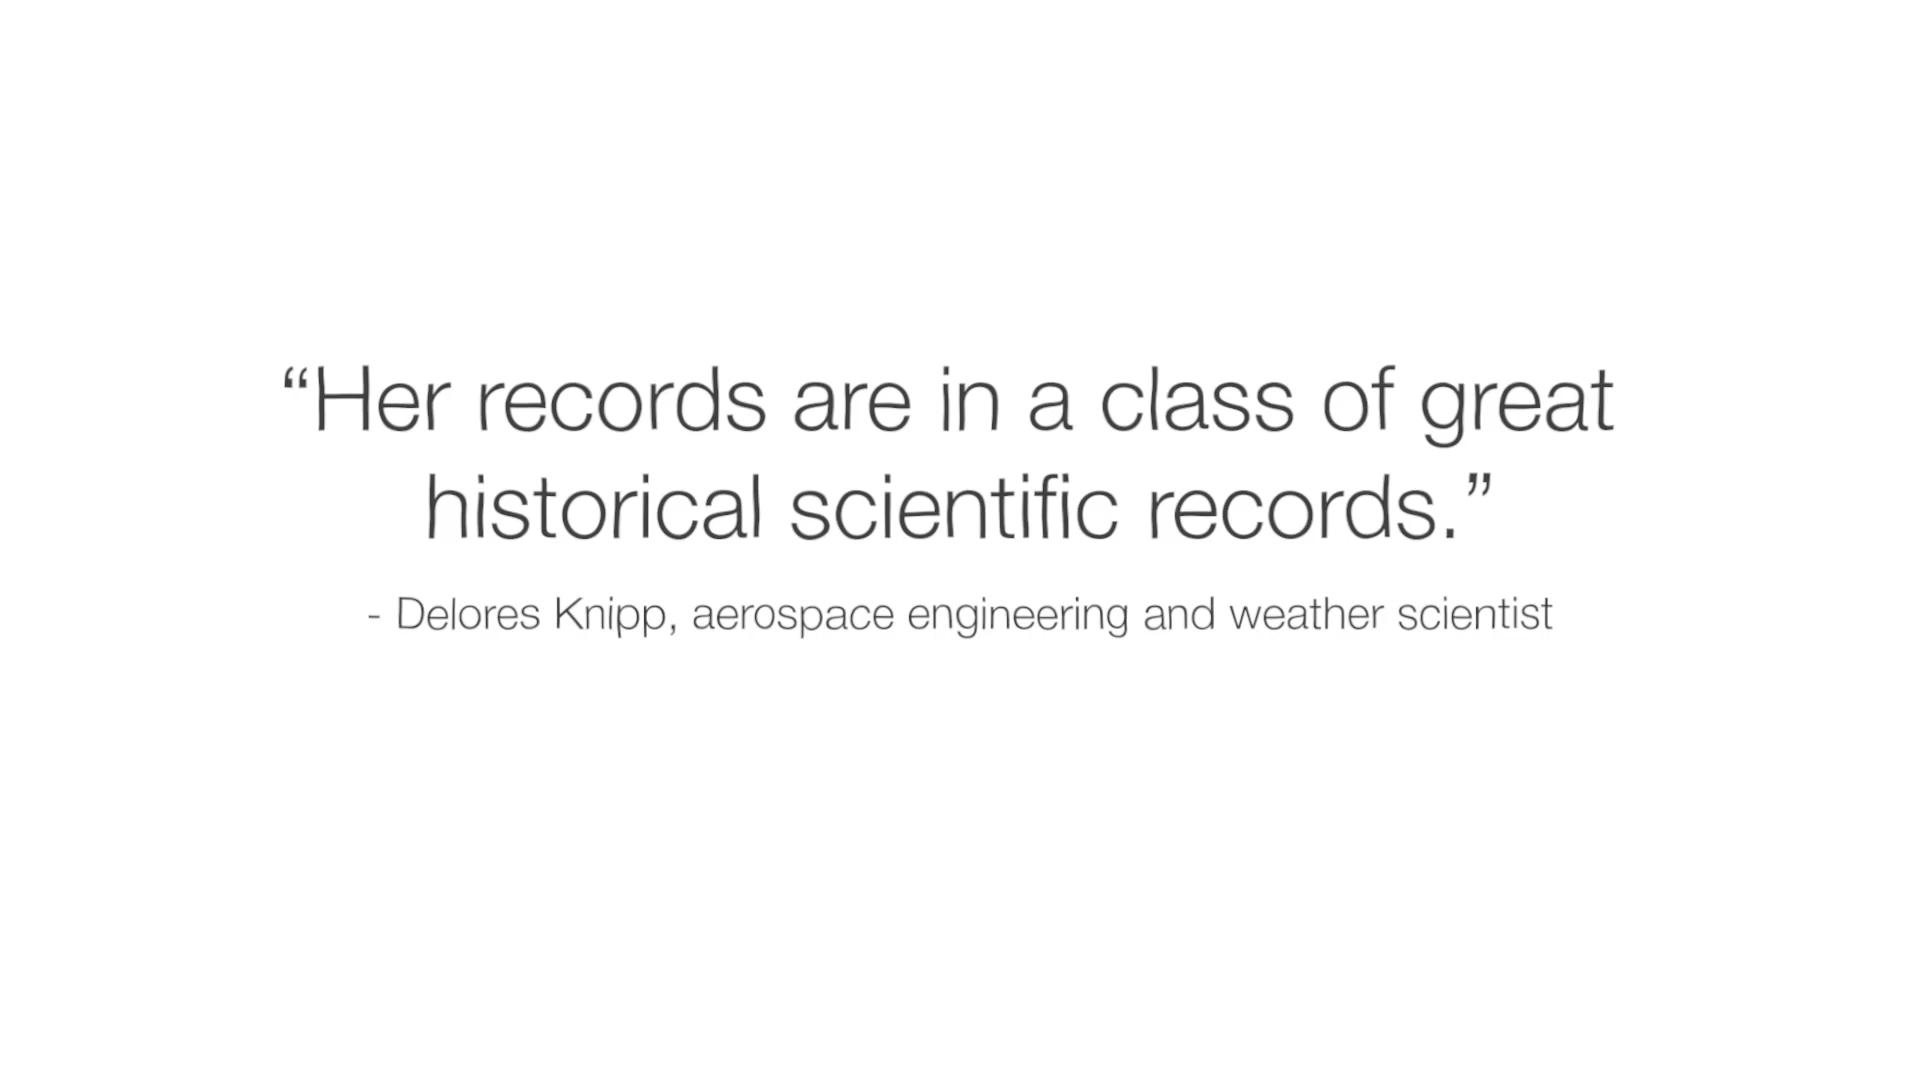 “Her records are in a class of great
historical scientific records.”
- Delores Knipp, aerospace engineering and weather scientist